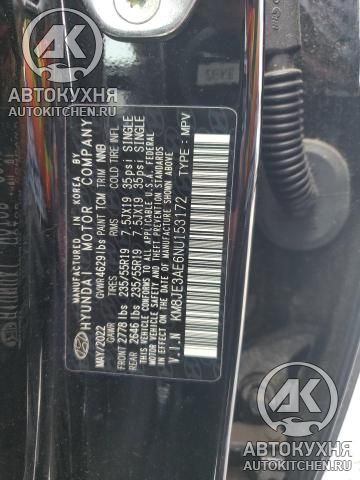 АВТОКУХНЯ
AUTOKITCHEN.RU
MANUFACTURED IN KOREA BY
HYUNDAI MOTOR COMPANY
MAY/2022 GVWR 4629 lbs PAINT TCM TRIM NNB
GAWR TIRES RIMS COLD TIRE INFL.
FRONT 2778 lbs 235/55R19 7.5JX19 35psi SINGLE
REAR 2646 lbs 235/55R19 7.5JX19 35psi SINGLE
THIS VEHICLE CONFORMS TO ALL APPLICABLE U.S. FEDERAL
MOTOR VEHICLE SAFETY, BUMPER, AND THEFT PREVENTION STANDARDS
IN EFFECT ON THE DATE OF MANUFACTURE SHOWN ABOVE.
V.I.N KM8JE3AE6NU153172 TYPE : MPV
АВТОКУХНЯ
AUTOKITCHEN.RU